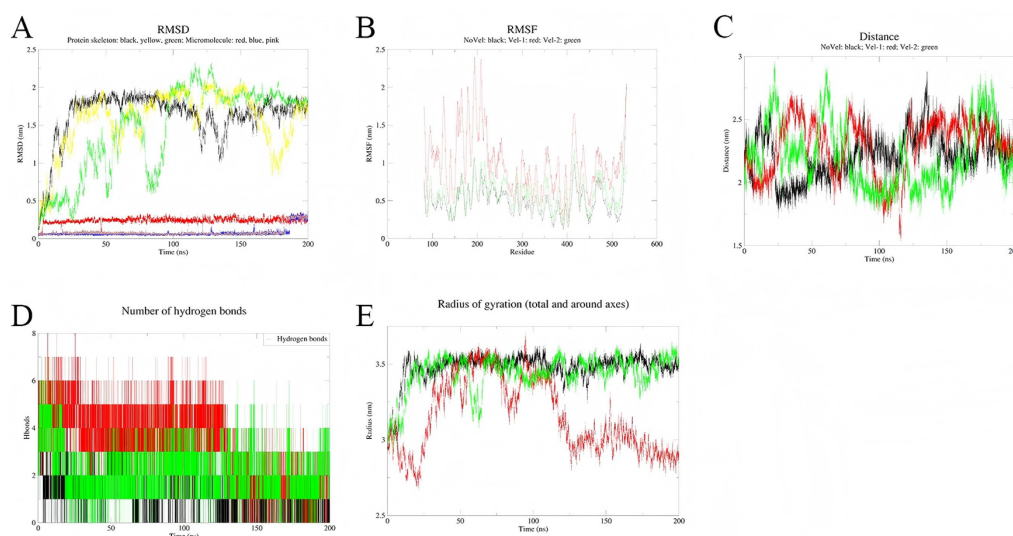 A
RMSD
Protein skeleton: black, yellow, green; Micromolecule: red, blue, pink
2.5
2
1.5
1
0.5
0
RMSD (nm)
0 50 100 150 200
Time (ns)
B
RMSF
NoVel: black; Vel-1: red; Vel-2: green
2.5
2
1.5
1
0.5
0
RMSF (nm)
0 100 200 300 400 500 600
Residue
C
Distance
NoVel: black; Vel-1: red; Vel-2: green
3
2.5
2
1.5
Distance (nm)
0 50 100 150 200
Time (ns)
D
Number of hydrogen bonds
Hydrogen bonds
8
6
4
2
0
Hbonds
0 50 100 150 200
Time (ns)
E
Radius of gyration (total and around axes)
3.5
3
2.5
Radius (nm)
0 50 100 150 200
Time (ns)